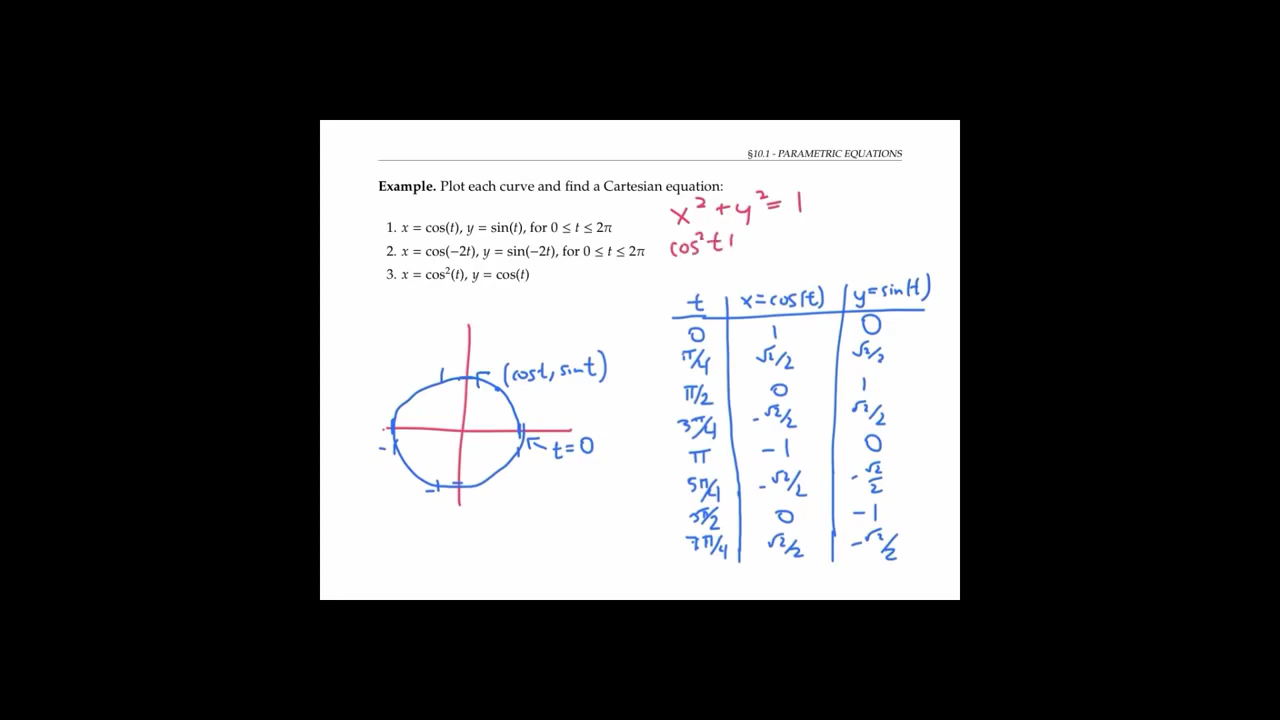 §10.1 - PARAMETRIC EQUATIONS
Example. Plot each curve and find a Cartesian equation:
x² + y² = 1
1. x = cos(t), y = sin(t), for 0 ≤ t ≤ 2π
cos²t
2. x = cos(−2t), y = sin(−2t), for 0 ≤ t ≤ 2π
3. x = cos²(t), y = cos(t)
t x=cos(t) y=sin(t)
0 1 0
π/4 √2/2 √2/2
π/2 0 1
3π/4 -√2/2 √2/2
π -1 0
5π/4 -√2/2 -√2/2
3π/2 0 -1
7π/4 √2/2 -√2/2
1 (cost, sint)
t=0
-1
-1